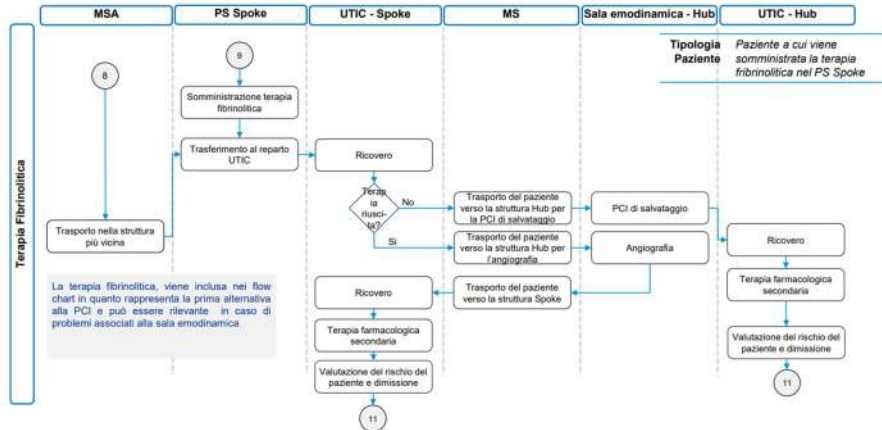 MSA
PS Spoke
UTIC - Spoke
MS
Sala emodinamica - Hub
UTIC - Hub
Tipologia
Paziente
Paziente a cui viene
somministrata la terapia
fribrinolitica nel PS Spoke
Terapia Fibrinolitica
8
9
Somministrazione terapia
fibrinolitica
Trasferimento al reparto
UTIC
Ricovero
Terap
ia
riusci-
ta?
No
Si
Trasporto del paziente
verso la struttura Hub per
la PCI di salvataggio
PCI di salvataggio
Trasporto nella struttura
più vicina
Trasporto del paziente
verso la struttura Hub per
l'angiografia
Angiografia
Ricovero
La terapia fibrinolitica, viene inclusa nei flow
chart in quanto rappresenta la prima alternativa
alla PCI e può essere rilevante in caso di
problemi associati alla sala emodinamica
Ricovero
Trasporto del paziente
verso la struttura Spoke
Terapia farmacologica
secondaria
Terapia farmacologica
secondaria
Valutazione del rischio del
paziente e dimissione
Valutazione del rischio del
paziente e dimissione
11
11